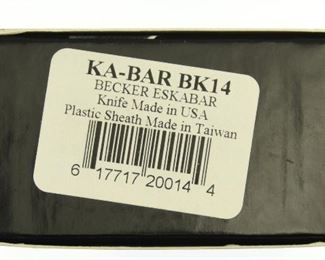 KA-BAR BK14
BECKER ESKABAR
Knife Made in USA
Plastic Sheath Made in Taiwan
6 17717 20014 4